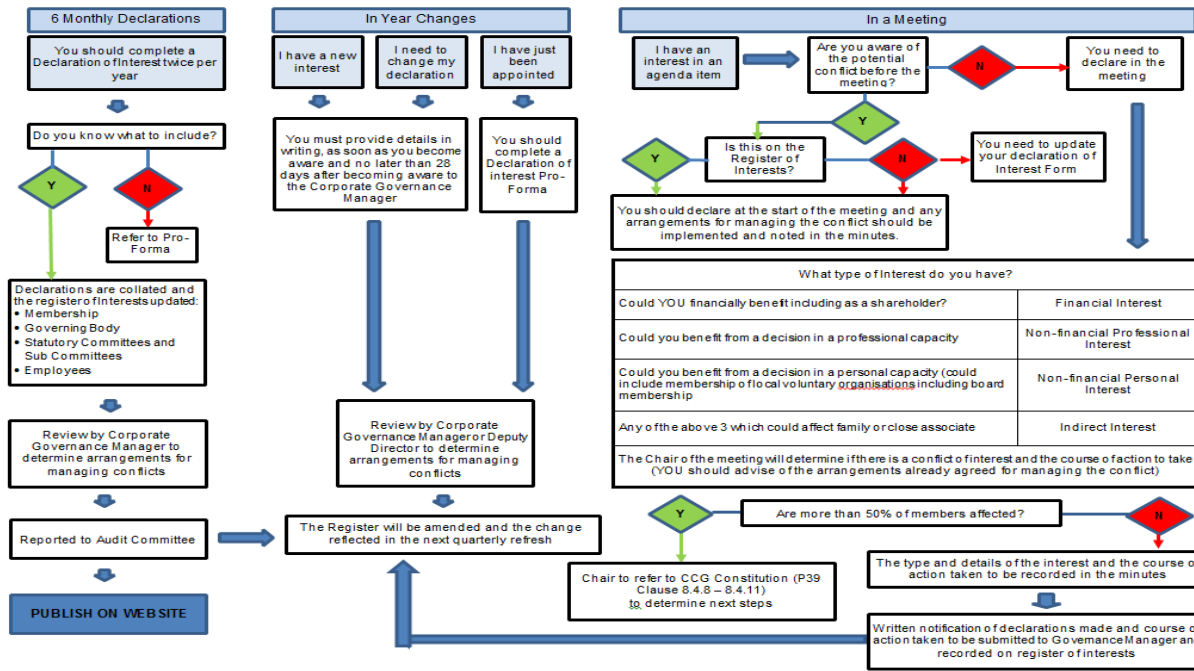 6 Monthly Declarations
You should complete a
Declaration of Interest twice per
year
Do you know what to include?
Y
N
Refer to Pro-
Forma
Declarations are collated and
the register of Interests updated:
• Membership
• Governing Body
• Statutory Committees and
Sub Committees
• Employees
Review by Corporate
Governance Manager to
determine arrangements for
managing conflicts
Reported to Audit Committee
PUBLISH ON WEBSITE
In Year Changes
I have a new
interest
I need to
change my
declaration
I have just
been
appointed
You must provide details in
writing, as soon as you become
aware and no later than 28
days after becoming aware to
the Corporate Governance
Manager
You should
complete a
Declaration of
interest Pro-
Forma
Review by Corporate
Governance Manager or Deputy
Director to determine
arrangements for managing
conflicts
The Register will be amended and the change
reflected in the next quarterly refresh
In a Meeting
I have an
interest in an
agenda item
Are you aware of
the potential
conflict before the
meeting?
N
You need to
declare in the
meeting
Y
Is this on the
Register of
Interests?
Y
N
You need to update
your declaration of
Interest Form
You should declare at the start of the meeting and any
arrangements for managing the conflict should be
implemented and noted in the minutes.
What type of Interest do you have?
Could YOU financially benefit including as a shareholder?
Financial Interest
Could you benefit from a decision in a professional capacity
Non-financial Professional
Interest
Could you benefit from a decision in a personal capacity (could
include membership of local voluntary organisations including board
membership
Non-financial Personal
Interest
Any of the above 3 which could affect family or close associate
Indirect Interest
The Chair of the meeting will determine if there is a conflict of interest and the course of action to take
(YOU should advise of the arrangements already agreed for managing the conflict)
Y
Are more than 50% of members affected?
N
Chair to refer to CCG Constitution (P39
Clause 8.4.8 – 8.4.11)
to determine next steps
The type and details of the interest and the course of
action taken to be recorded in the minutes
Written notification of declarations made and course of
action taken to be submitted to Governance Manager and
recorded on register of interests